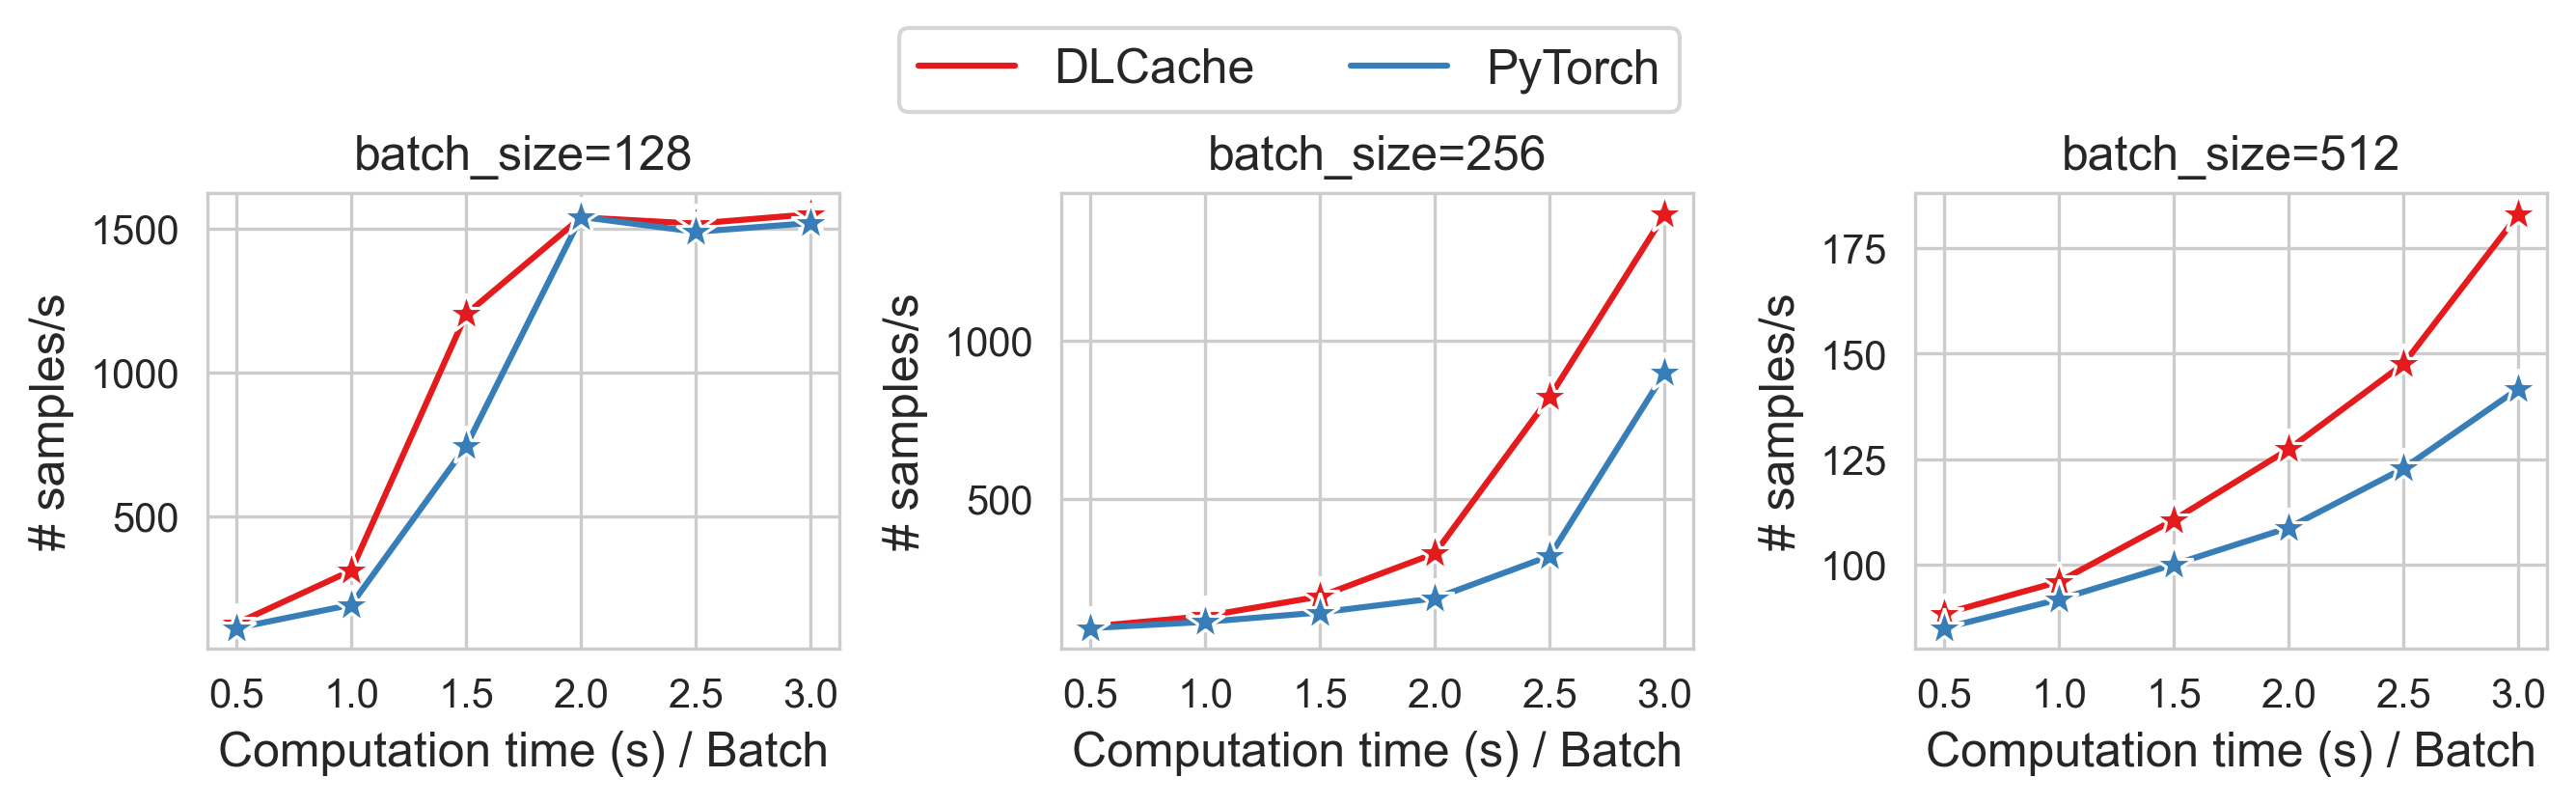 DLCache PyTorch
batch_size=128
1500
1000
500
# samples/s
0.5 1.0 1.5 2.0 2.5 3.0
Computation time (s) / Batch
batch_size=256
1000
500
# samples/s
0.5 1.0 1.5 2.0 2.5 3.0
Computation time (s) / Batch
batch_size=512
175
150
125
100
# samples/s
0.5 1.0 1.5 2.0 2.5 3.0
Computation time (s) / Batch